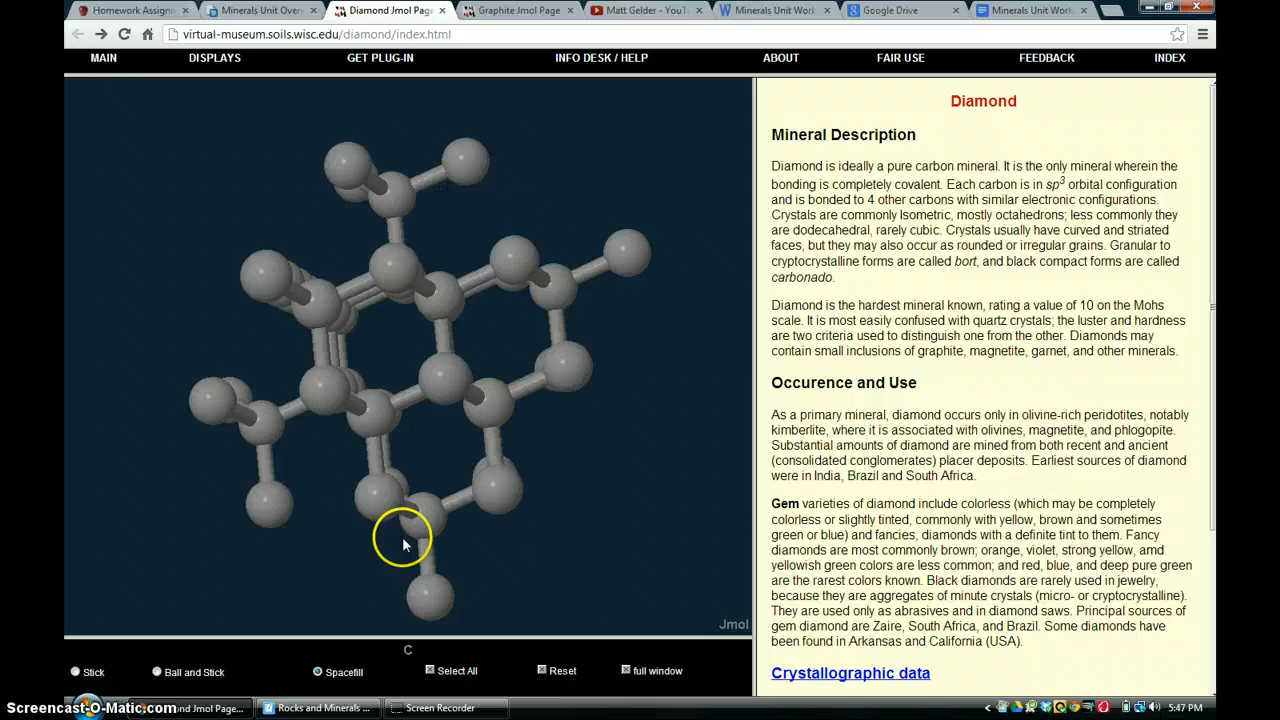 Homework Assignm
Minerals Unit Over
Diamond Jmol Page
Graphite Jmol Page
Matt Gelder - YouT
Minerals Unit Work
Google Drive
Minerals Unit Work
virtual-museum.soils.wisc.edu/diamond/index.html
MAIN DISPLAYS GET PLUG-IN INFO DESK / HELP ABOUT FAIR USE FEEDBACK INDEX
Diamond
Mineral Description
Diamond is ideally a pure carbon mineral. It is the only mineral wherein the
bonding is completely covalent. Each carbon is in sp3 orbital configuration
and is bonded to 4 other carbons with similar electronic configurations.
Crystals are commonly Isometric, mostly octahedrons; less commonly they
are dodecahedral, rarely cubic. Crystals usually have curved and striated
faces, but they may also occur as rounded or irregular grains. Granular to
cryptocrystalline forms are called bort, and black compact forms are called
carbonado.
Diamond is the hardest mineral known, rating a value of 10 on the Mohs
scale. It is most easily confused with quartz crystals; the luster and hardness
are two criteria used to distinguish one from the other. Diamonds may
contain small inclusions of graphite, magnetite, garnet, and other minerals.
Occurence and Use
As a primary mineral, diamond occurs only in olivine-rich peridotites, notably
kimberlite, where it is associated with olivines, magnetite, and phlogopite.
Substantial amounts of diamond are mined from both recent and ancient
(consolidated conglomerates) placer deposits. Earliest sources of diamond
were in India, Brazil and South Africa.
Gem varieties of diamond include colorless (which may be completely
colorless or slightly tinted, commonly with yellow, brown and sometimes
green or blue) and fancies, diamonds with a definite tint to them. Fancy
diamonds are most commonly brown; orange, violet, strong yellow, amd
yellowish green colors are less common; and red, blue, and deep pure green
are the rarest colors known. Black diamonds are rarely used in jewelry,
because they are aggregates of minute crystals (micro- or cryptocrystalline).
They are used only as abrasives and in diamond saws. Principal sources of
gem diamond are Zaire, South Africa, and Brazil. Some diamonds have
been found in Arkansas and California (USA).
Crystallographic data
Jmol
C
Stick Ball and Stick Spacefill Select All Reset full window
Screencast-O-Matic.com
Diamond Jmol Page...
Rocks and Minerals ...
Screen Recorder
5:47 PM